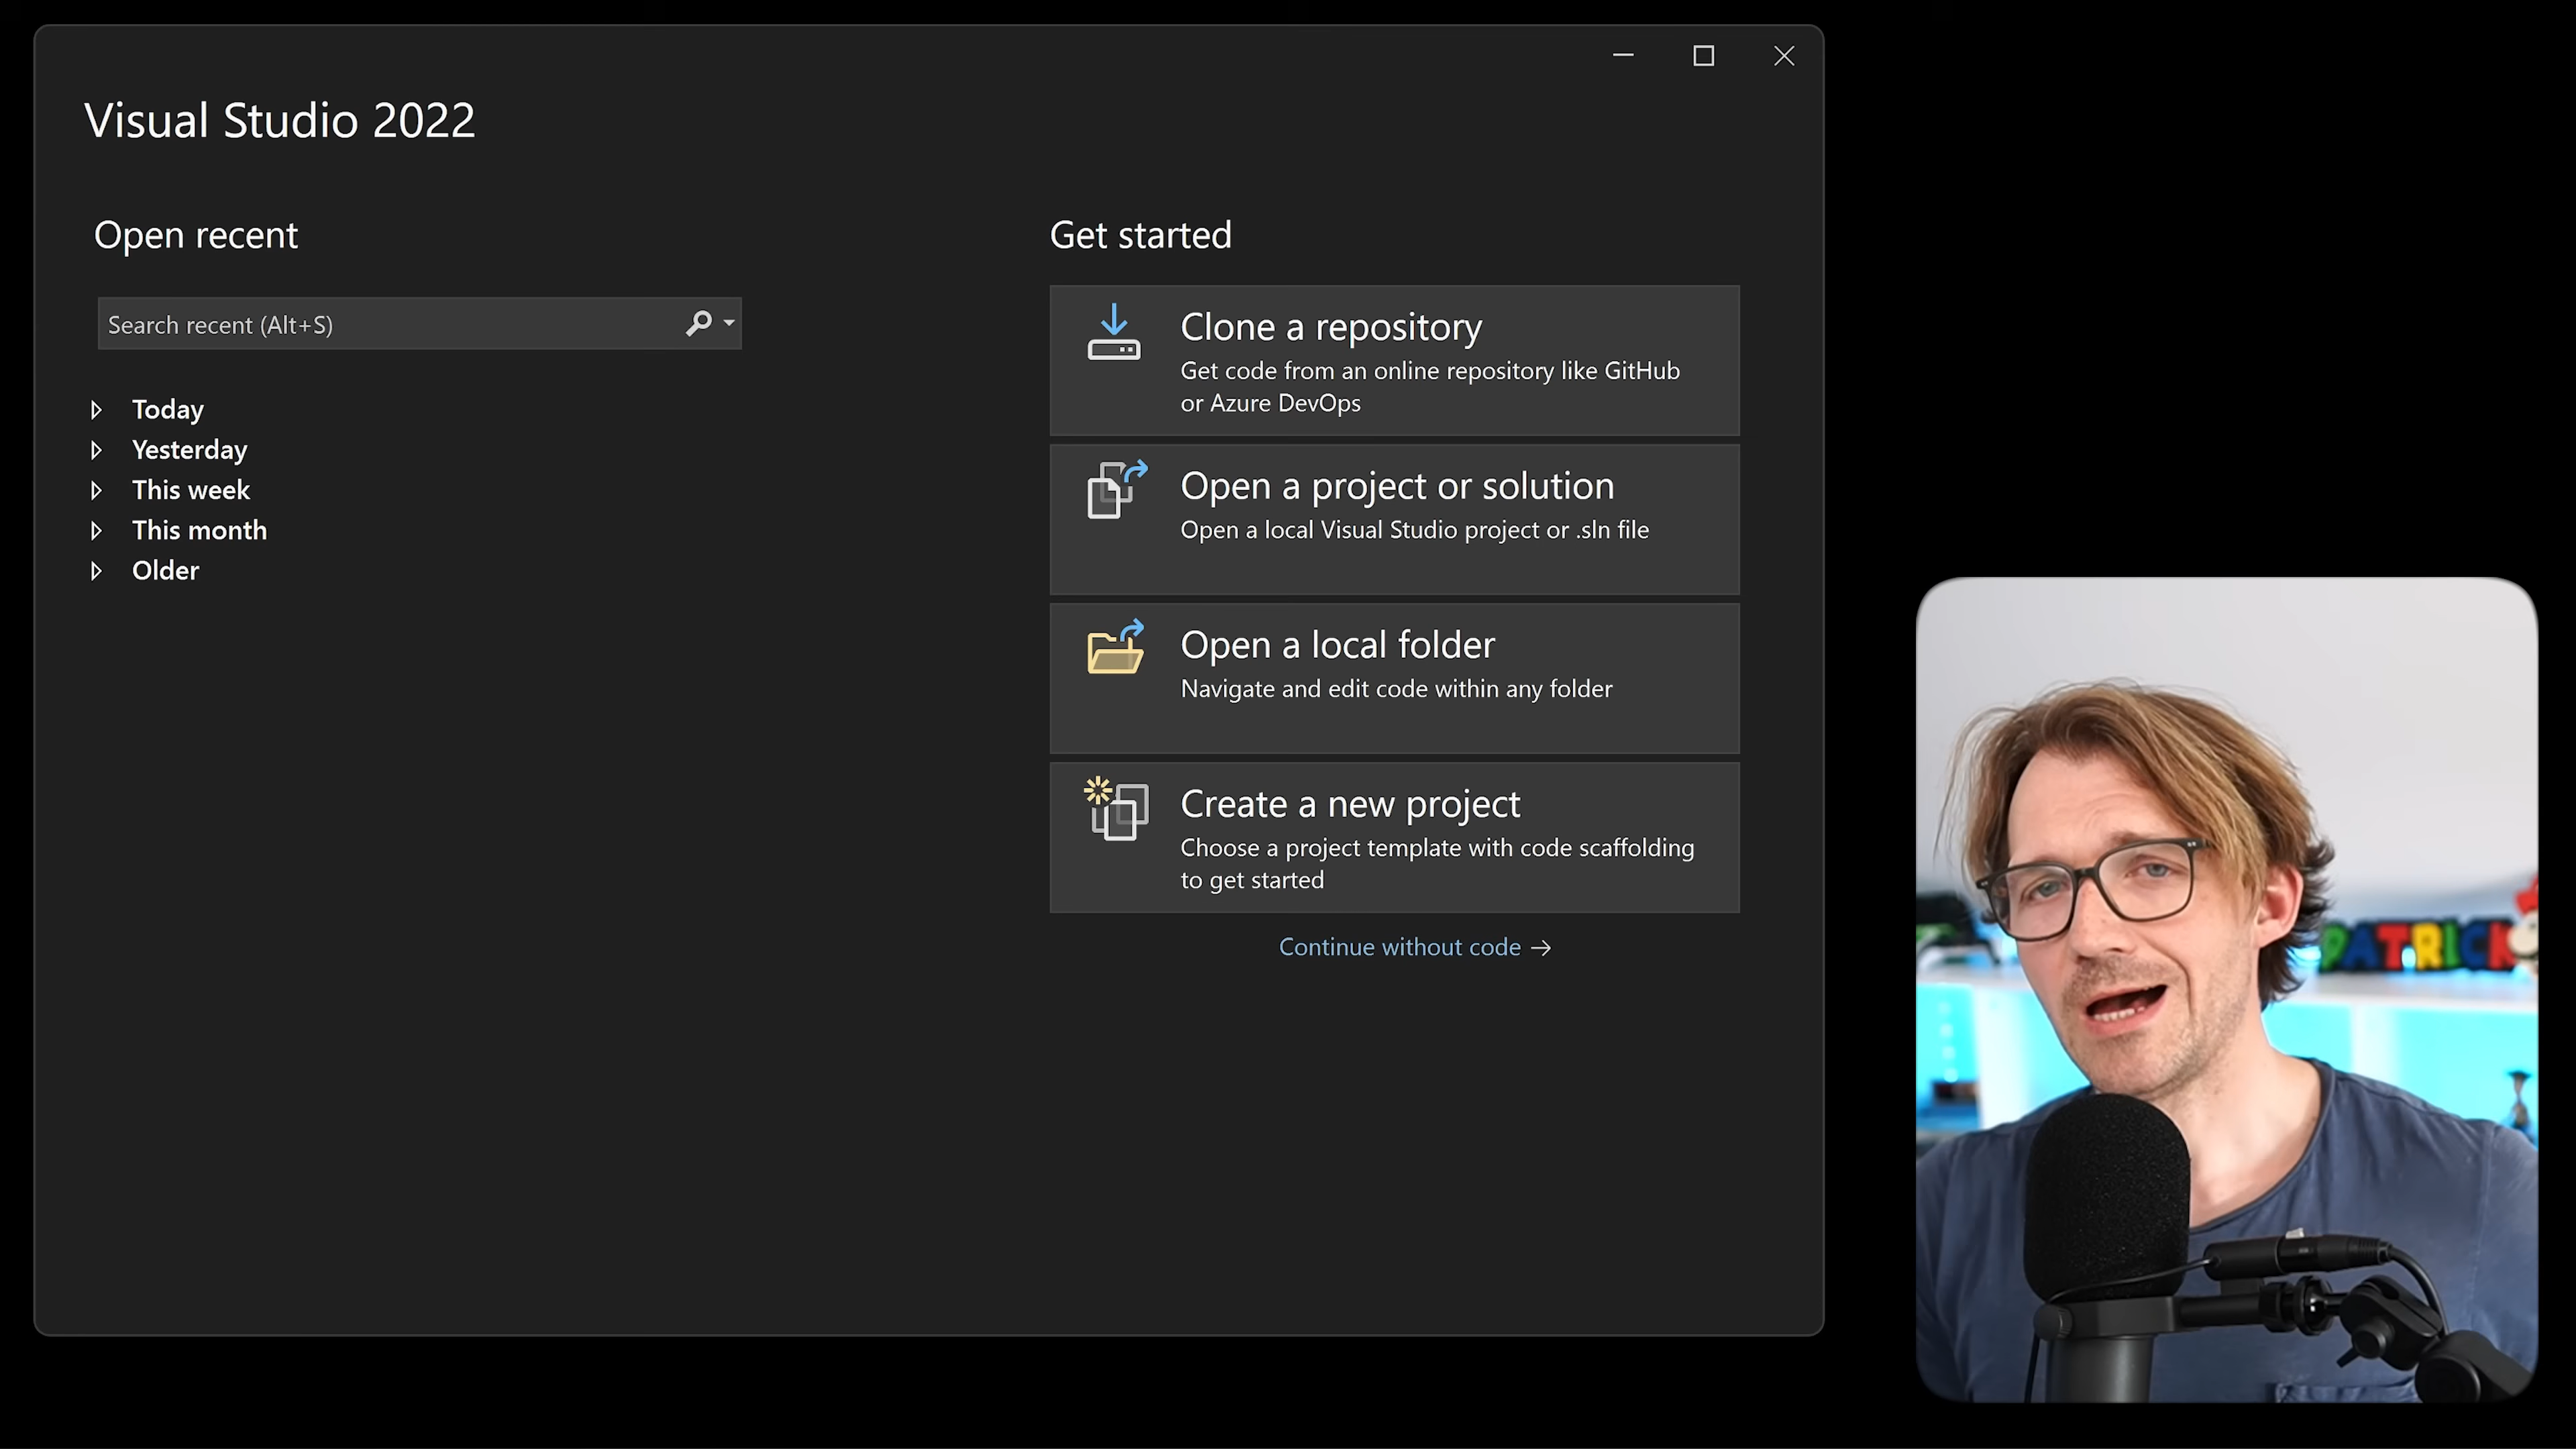 Visual Studio 2022
Open recent
Search recent (Alt+S)
Today
Yesterday
This week
This month
Older
Get started
Clone a repository
Get code from an online repository like GitHub
or Azure DevOps
Open a project or solution
Open a local Visual Studio project or .sln file
Open a local folder
Navigate and edit code within any folder
Create a new project
Choose a project template with code scaffolding
to get started
Continue without code →
PATRICK